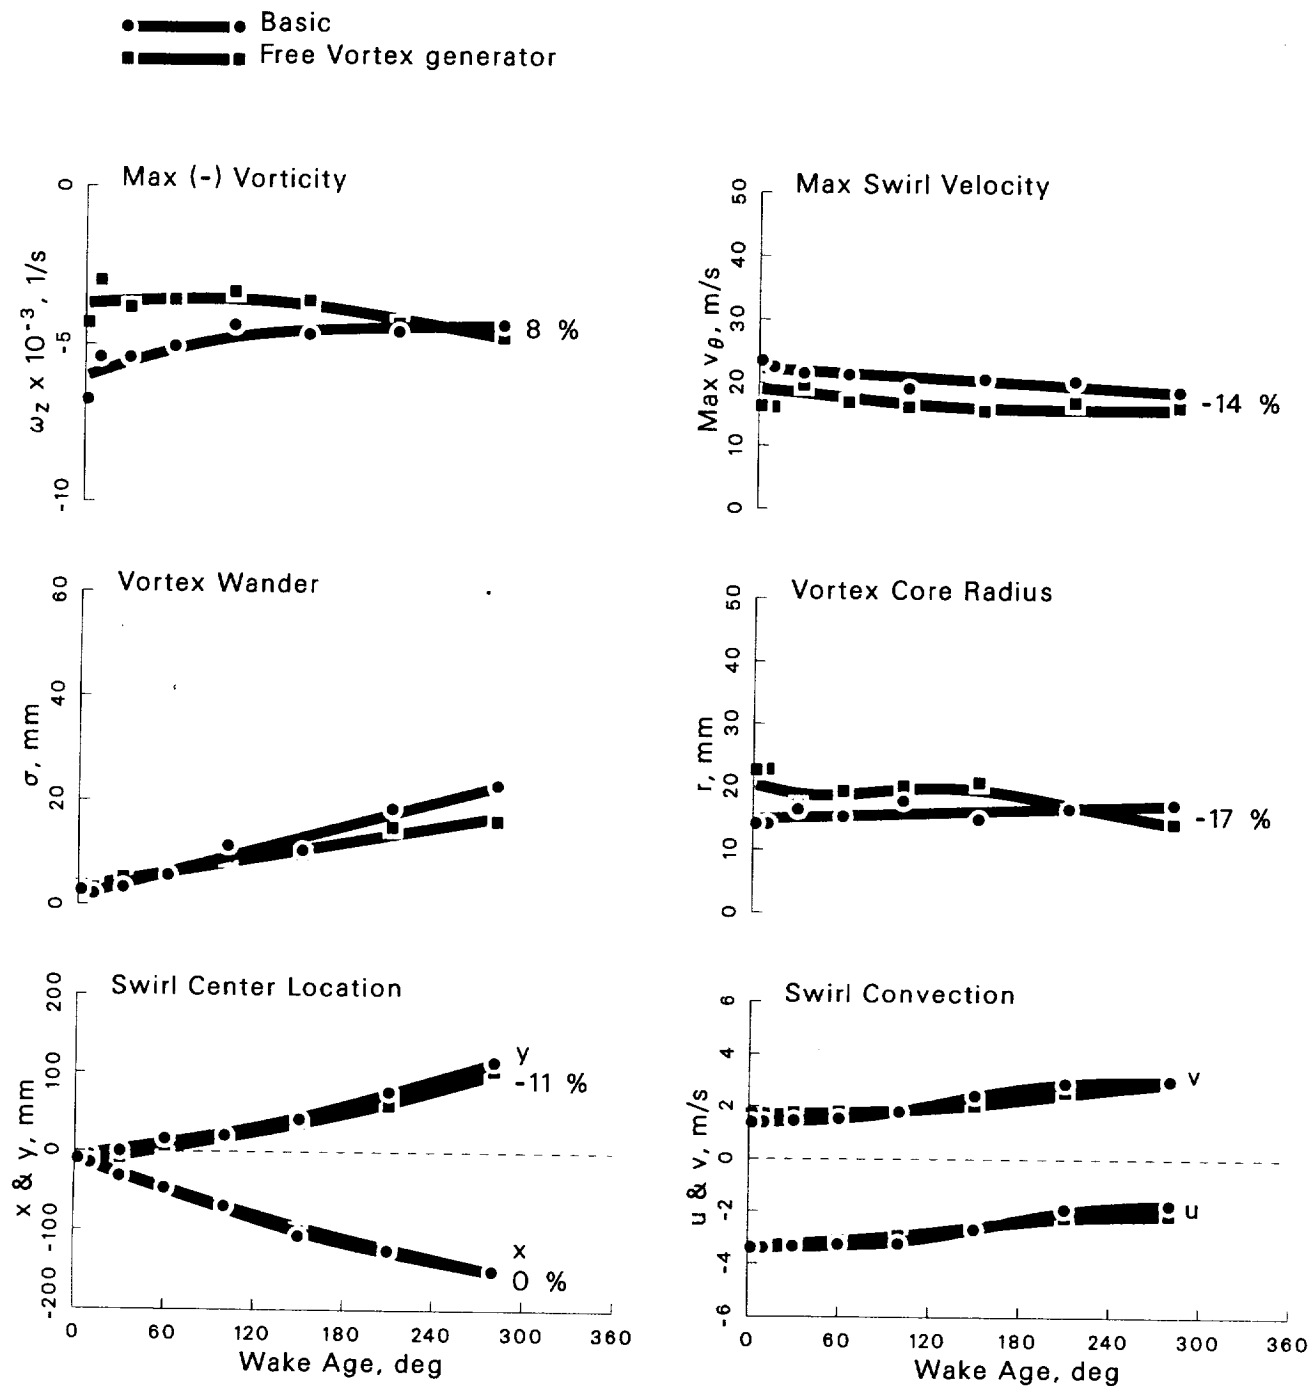 Basic
Free Vortex generator
Max (-) Vorticity
0
-5
-10
ωz x 10⁻³, 1/s
8 %
Max Swirl Velocity
50
40
30
20
10
0
Max vθ, m/s
-14 %
Vortex Wander
60
40
20
0
σ, mm
Vortex Core Radius
50
40
30
20
10
0
r, mm
-17 %
Swirl Center Location
200
100
0
-100
-200
x & y, mm
y
-11 %
x
0 %
0 60 120 180 240 300 360
Wake Age, deg
Swirl Convection
6
4
2
0
-2
-4
-6
u & v, m/s
v
u
0 60 120 180 240 300 360
Wake Age, deg